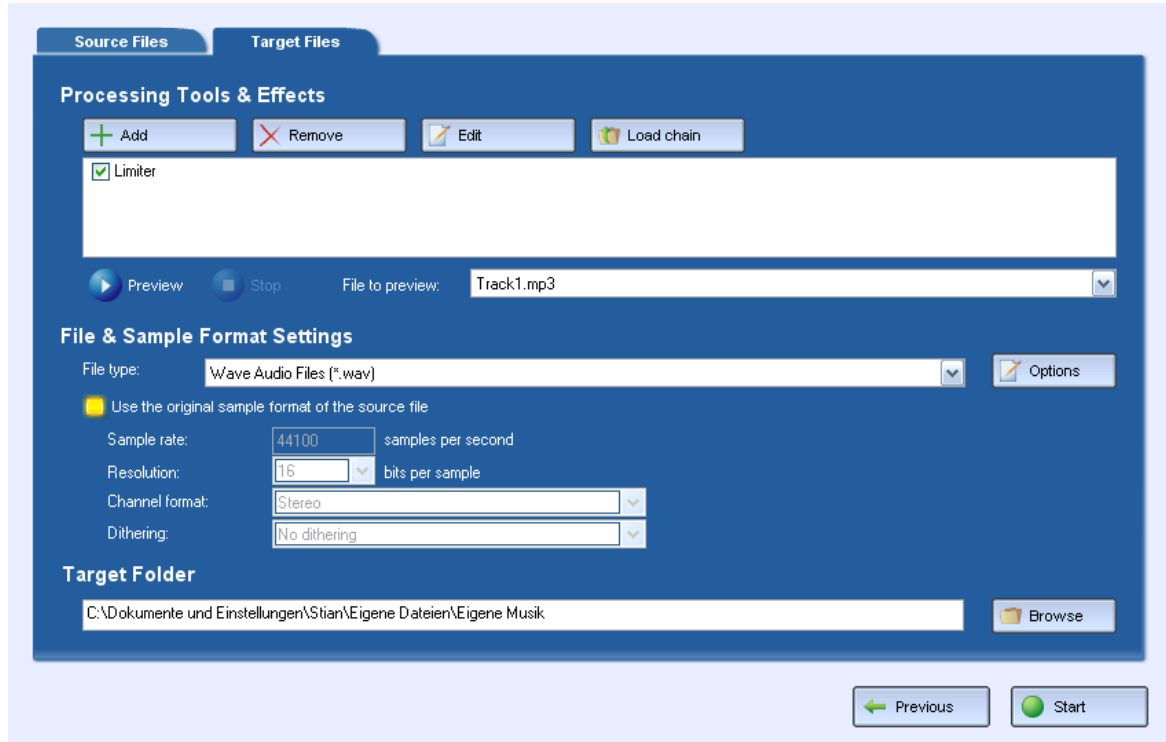 Source Files Target Files
Processing Tools & Effects
Add Remove Edit Load chain
Limiter
Preview Stop File to preview: Track1.mp3
File & Sample Format Settings
File type: Wave Audio Files (*.wav) Options
Use the original sample format of the source file
Sample rate: 44100 samples per second
Resolution: 16 bits per sample
Channel format: Stereo
Dithering: No dithering
Target Folder
C:\Dokumente und Einstellungen\Stian\Eigene Dateien\Eigene Musik Browse
Previous Start